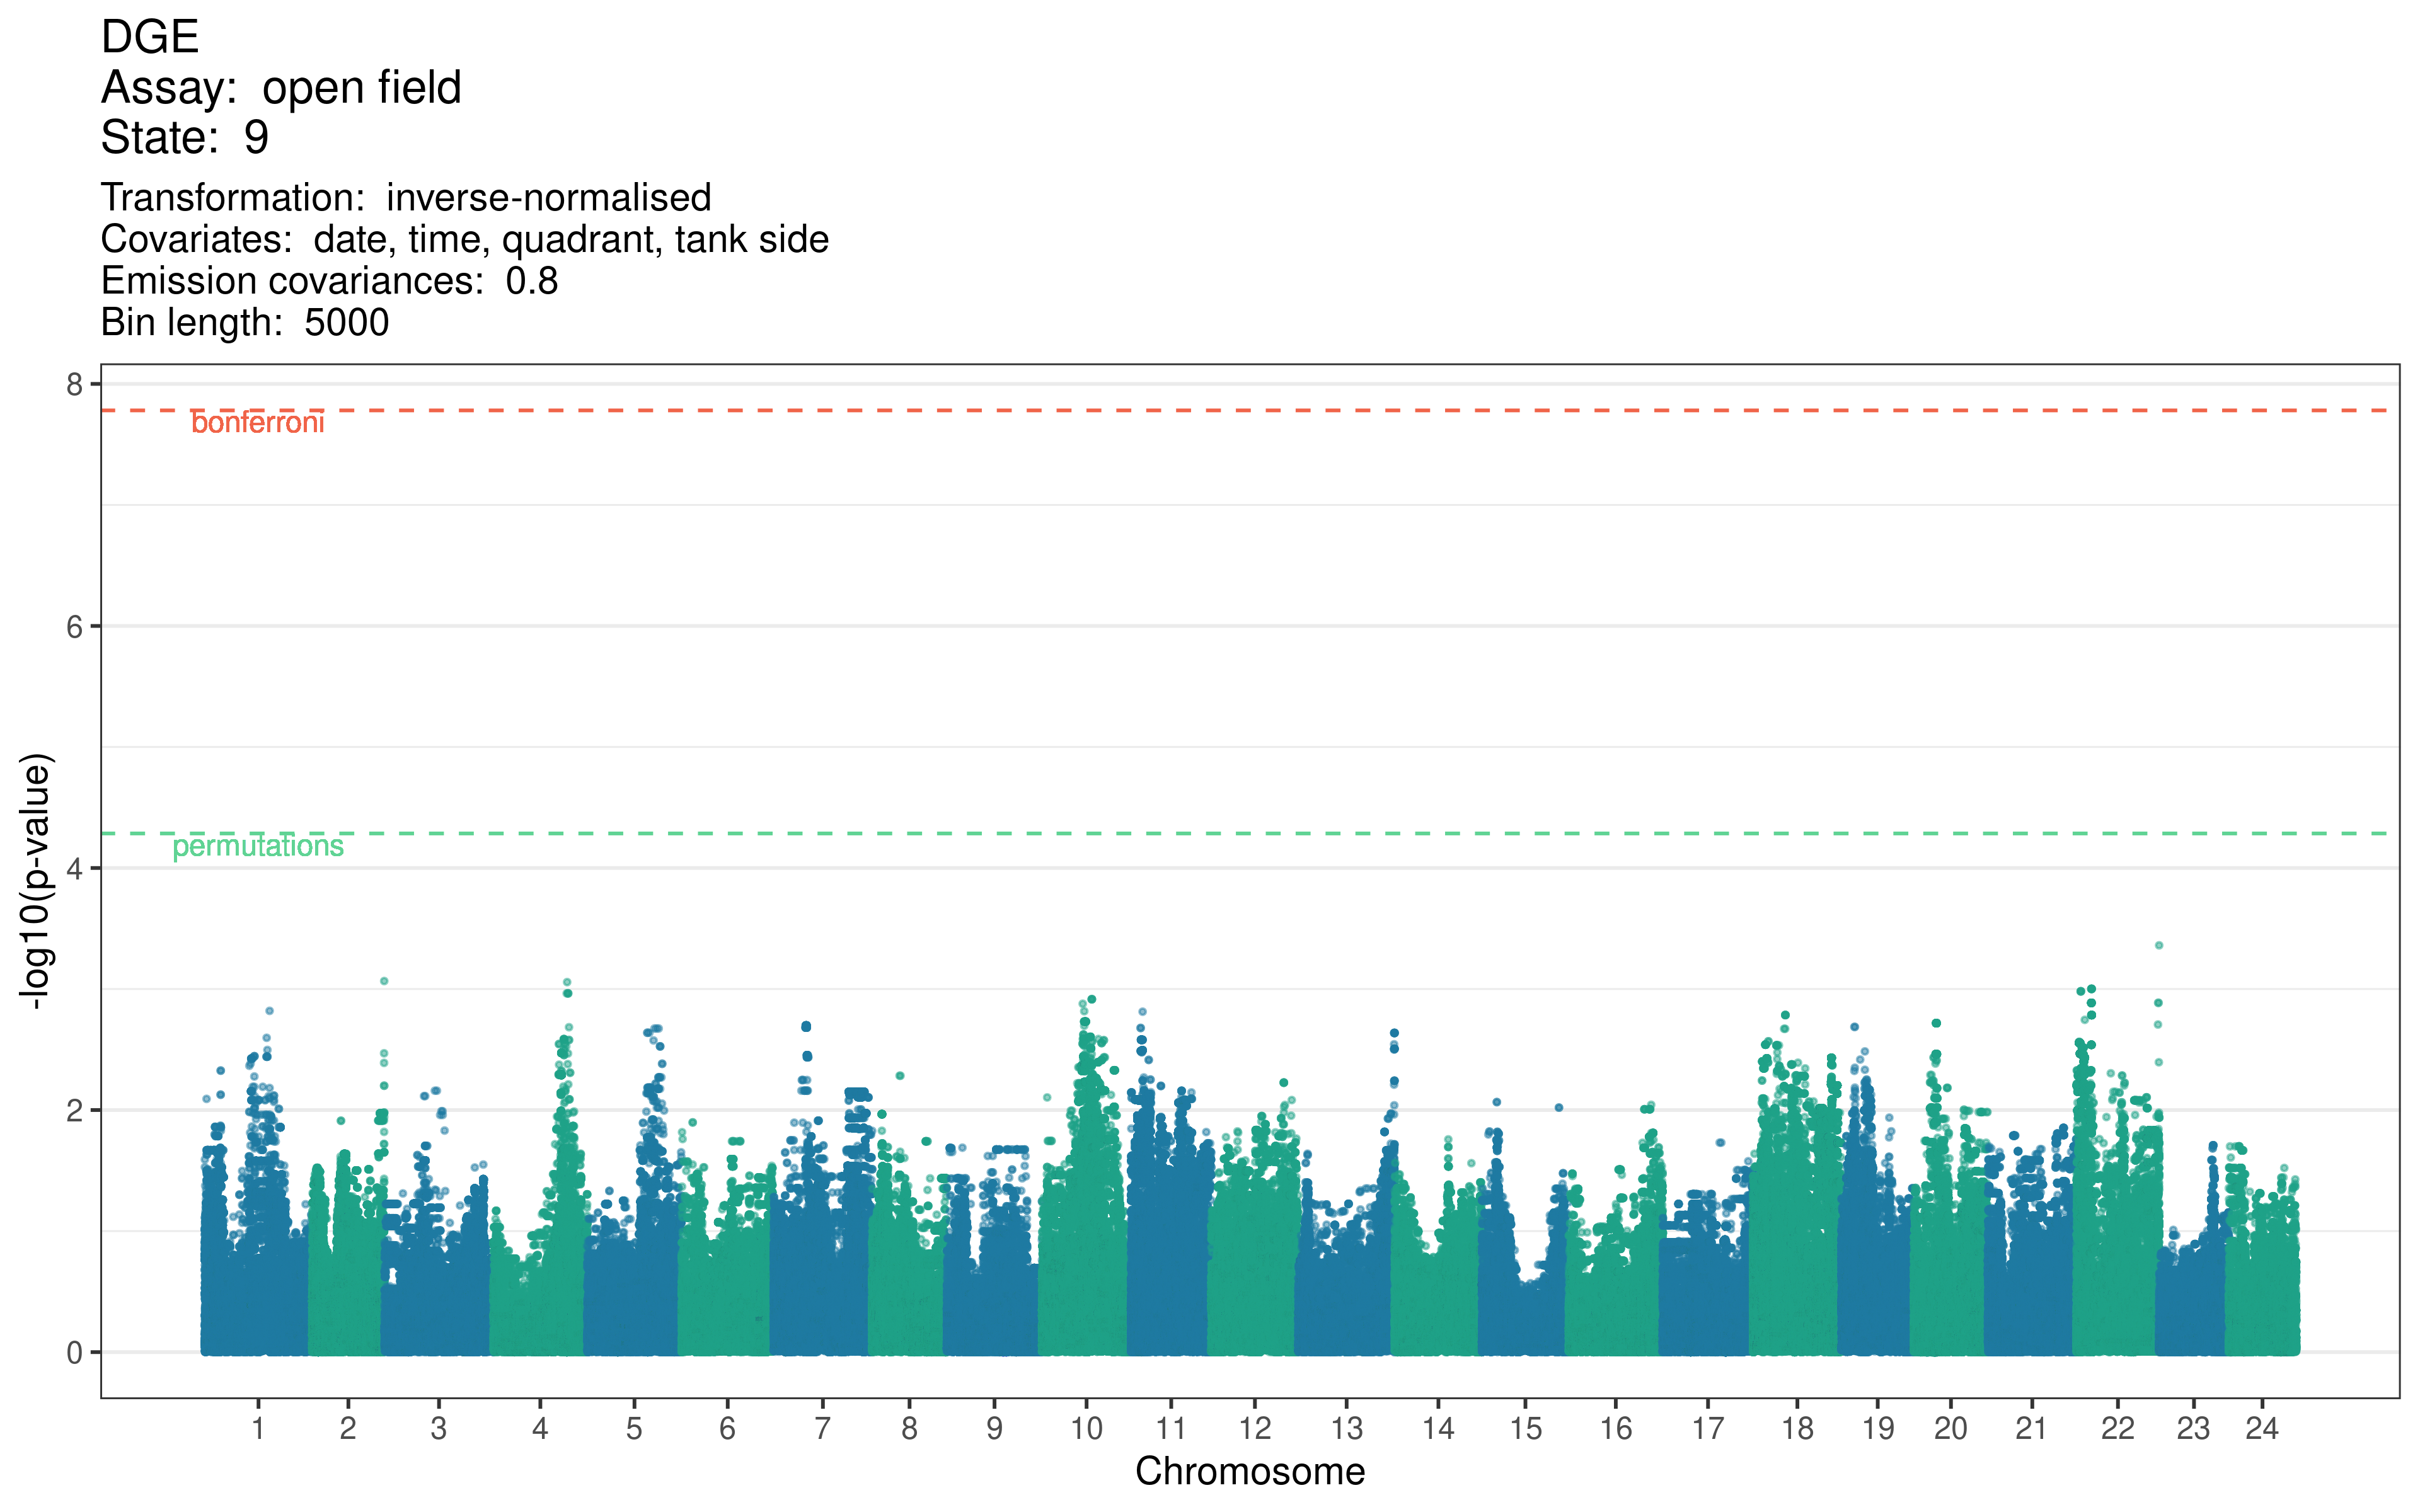 DGE
Assay:  open field
State:  9
Transformation:  inverse-normalised
Covariates:  date, time, quadrant, tank side
Emission covariances:  0.8
Bin length:  5000
8
bonferroni
6
permutations
4
2
0
-log10(p-value)
1 2 3 4 5 6 7 8 9 10 11 12 13 14 15 16 17 18 19 20 21 22 23 24
Chromosome